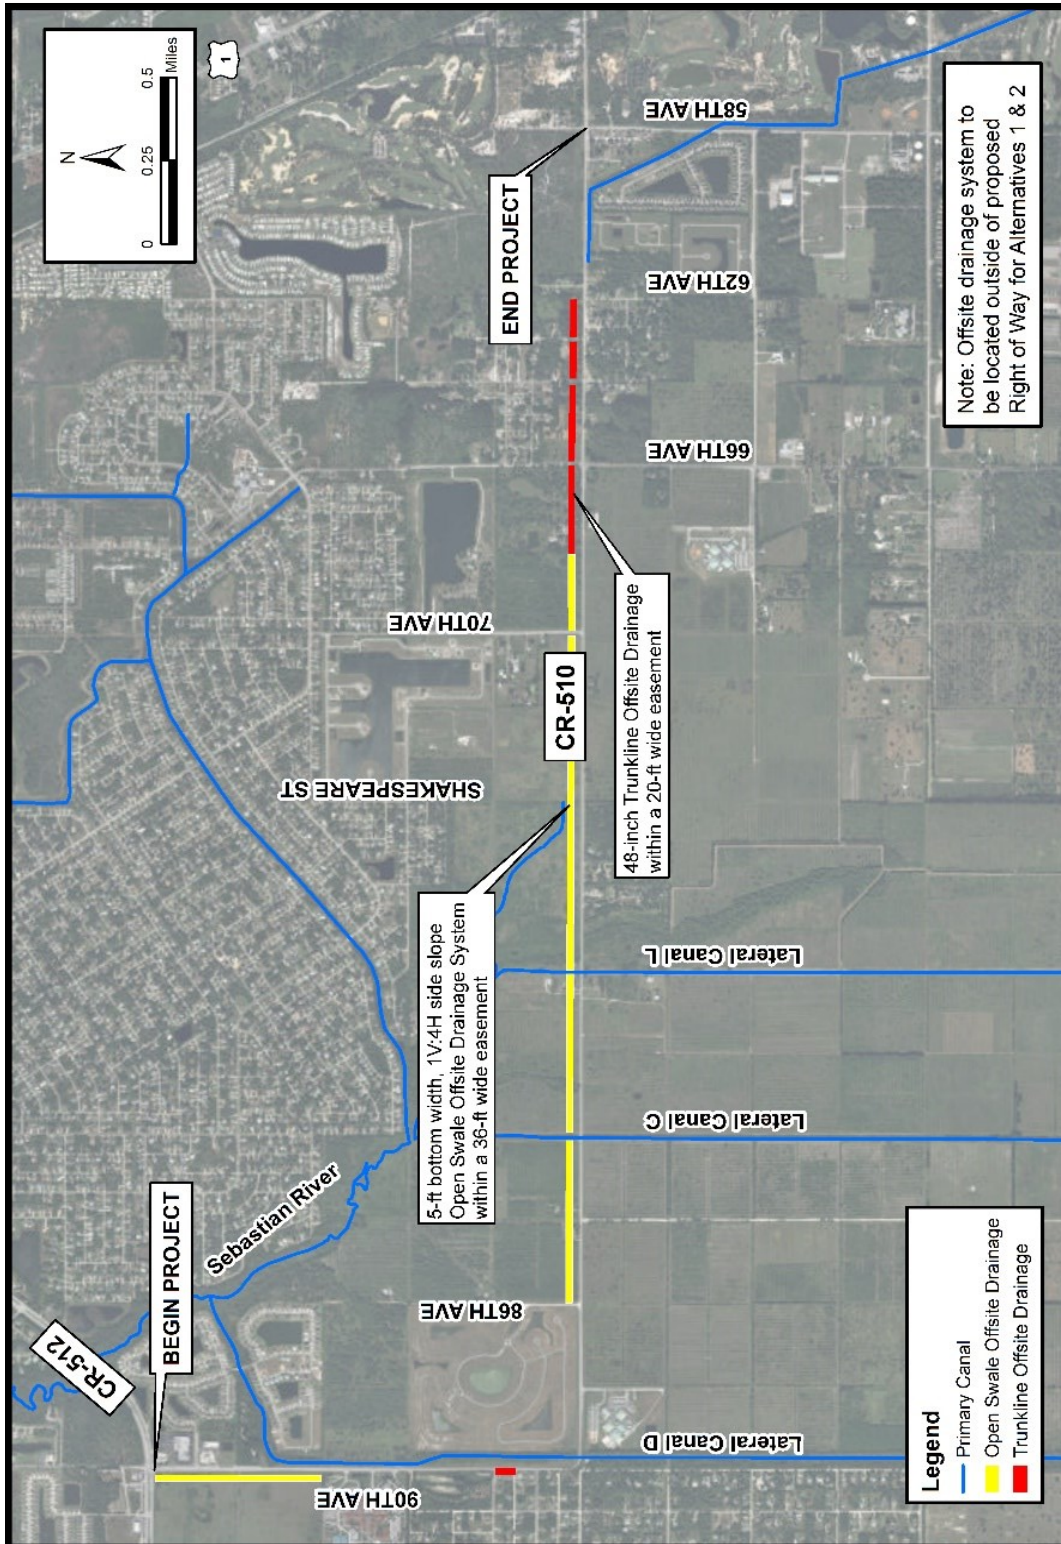 N
0 0.25 0.5
Miles
1
CR-512
BEGIN PROJECT
Sebastian River
90TH AVE
86TH AVE
SHAKESPEARE ST
70TH AVE
END PROJECT
58TH AVE
62TH AVE
66TH AVE
5-ft bottom width, 1V:4H side slope
Open Swale Offsite Drainage System
within a 36-ft wide easement
CR-510
48-inch Trunkline Offsite Drainage
within a 20-ft wide easement
Lateral Canal D
Lateral Canal C
Lateral Canal L
Legend
Primary Canal
Open Swale Offsite Drainage
Trunkline Offsite Drainage
Note: Offsite drainage system to
be located outside of proposed
Right of Way for Alternatives 1 & 2